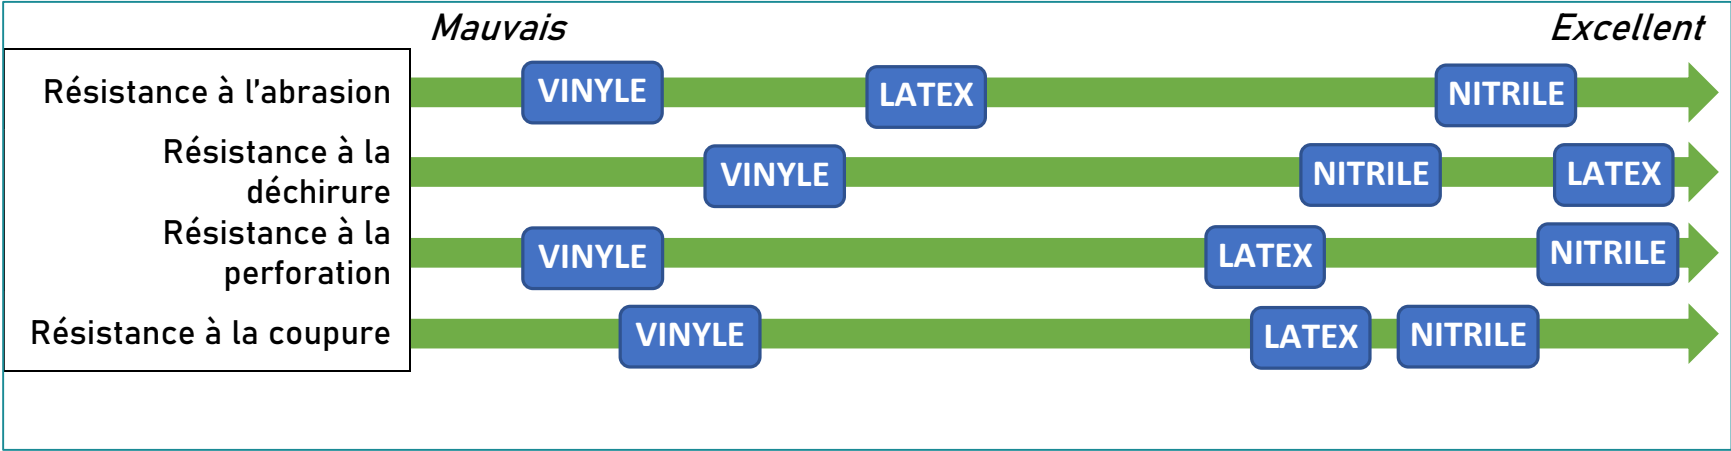 Mauvais Excellent
Résistance à l'abrasion VINYLE LATEX NITRILE
Résistance à la
déchirure VINYLE NITRILE LATEX
Résistance à la
perforation VINYLE LATEX NITRILE
Résistance à la coupure VINYLE LATEX NITRILE